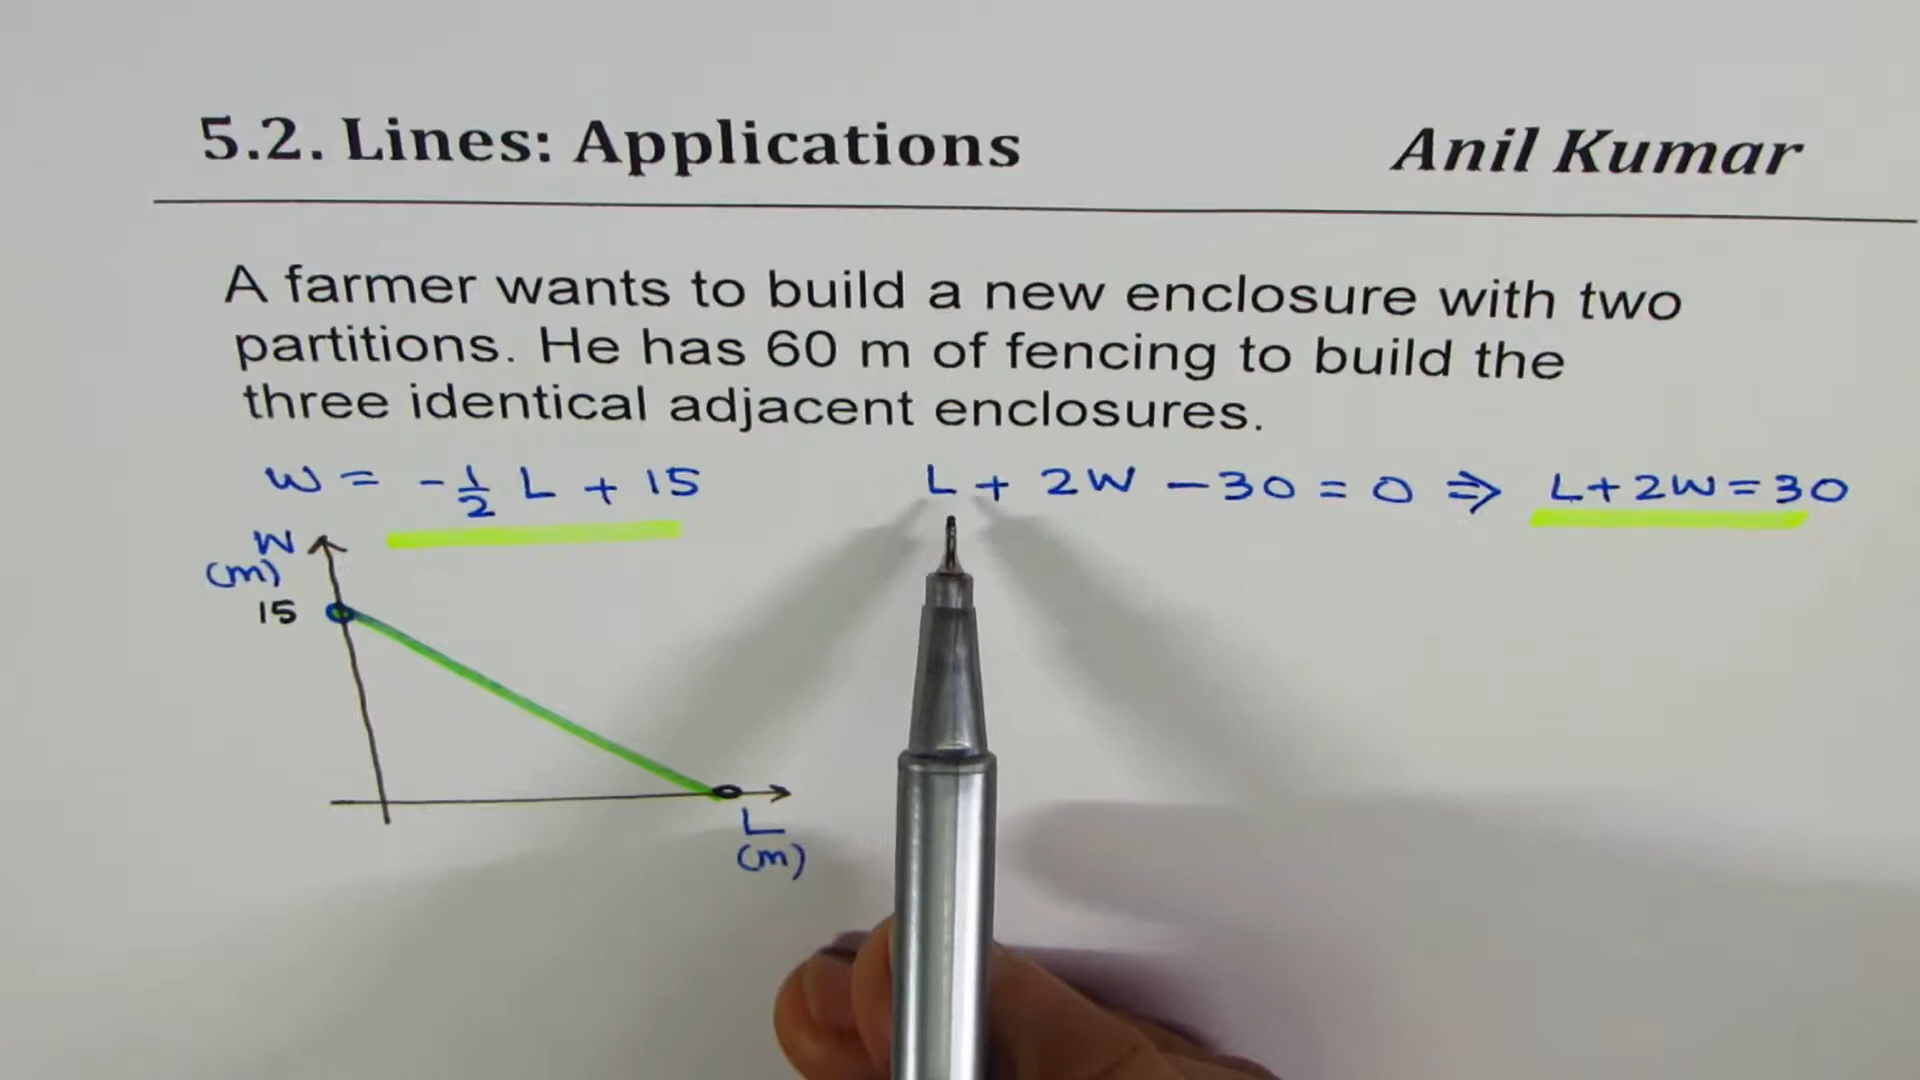 5.2. Lines: Applications Anil Kumar
A farmer wants to build a new enclosure with two
partitions. He has 60 m of fencing to build the
three identical adjacent enclosures.
W = -1/2 L + 15 L + 2W - 30 = 0 ⇒ L+2W=30
W
(m)
15
L
(m)